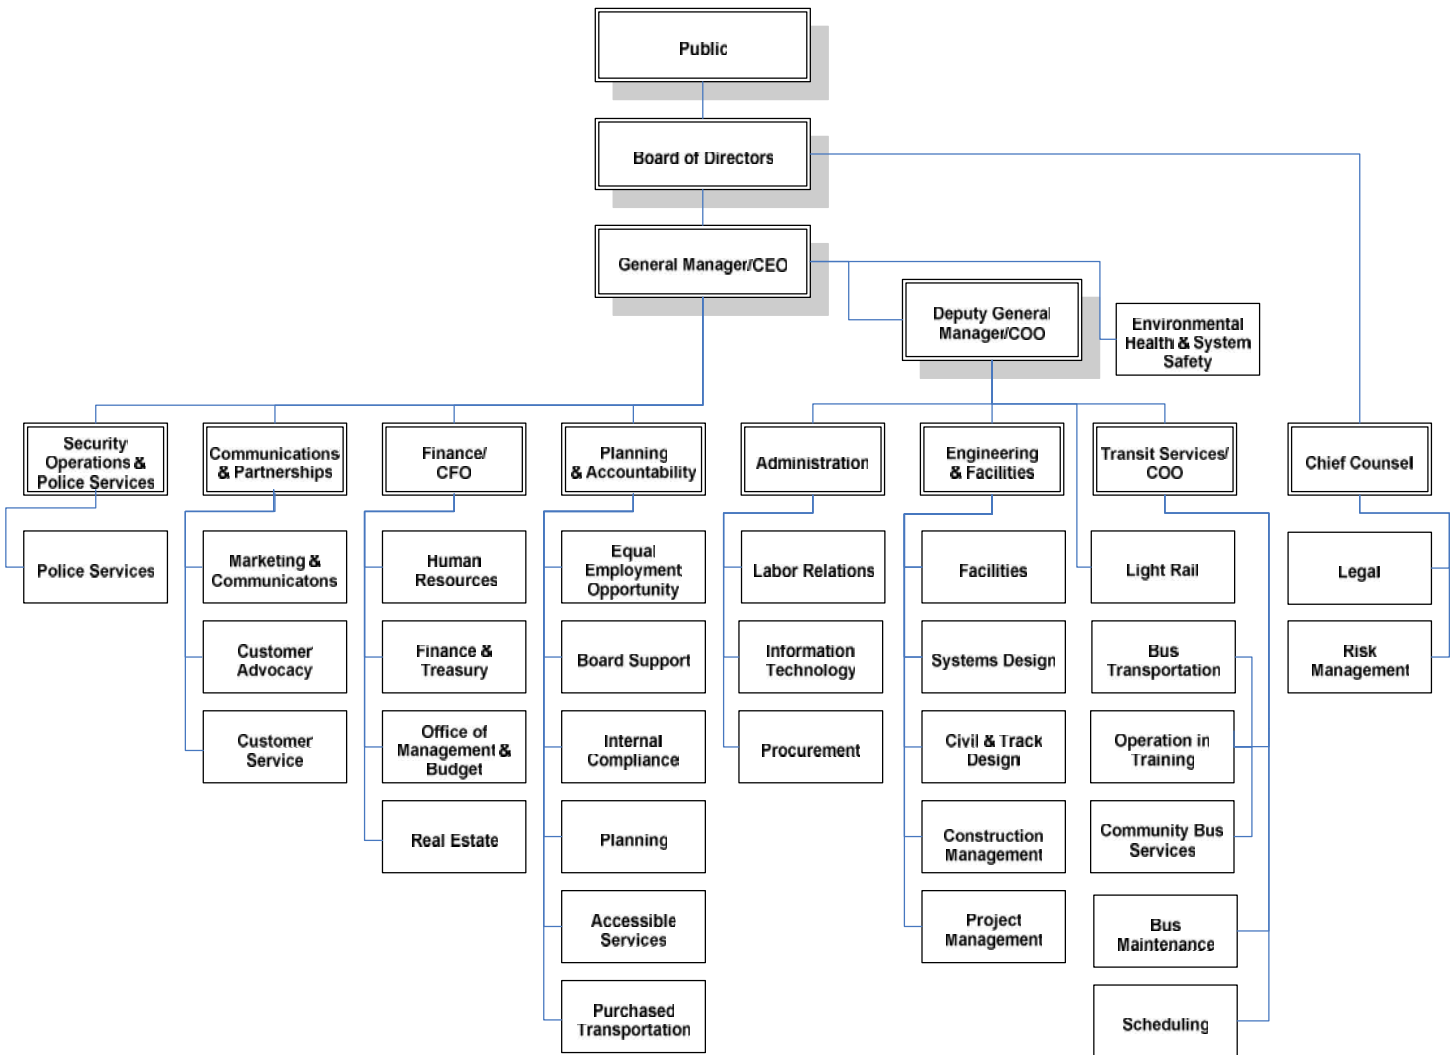 Public
Board of Directors
General Manager/CEO
Deputy General
Manager/COO
Environmental
Health & System
Safety
Security
Operations &
Police Services
Communications
& Partnerships
Finance/
CFO
Planning
& Accountability
Administration
Engineering
& Facilities
Transit Services/
COO
Chief Counsel
Police Services
Marketing &
Communicatons
Customer
Advocacy
Customer
Service
Human
Resources
Finance &
Treasury
Office of
Management &
Budget
Real Estate
Equal
Employment
Opportunity
Board Support
Internal
Compliance
Planning
Accessible
Services
Purchased
Transportation
Labor Relations
Information
Technology
Procurement
Facilities
Systems Design
Civil & Track
Design
Construction
Management
Project
Management
Light Rail
Bus
Transportation
Operation in
Training
Community Bus
Services
Bus
Maintenance
Scheduling
Legal
Risk
Management